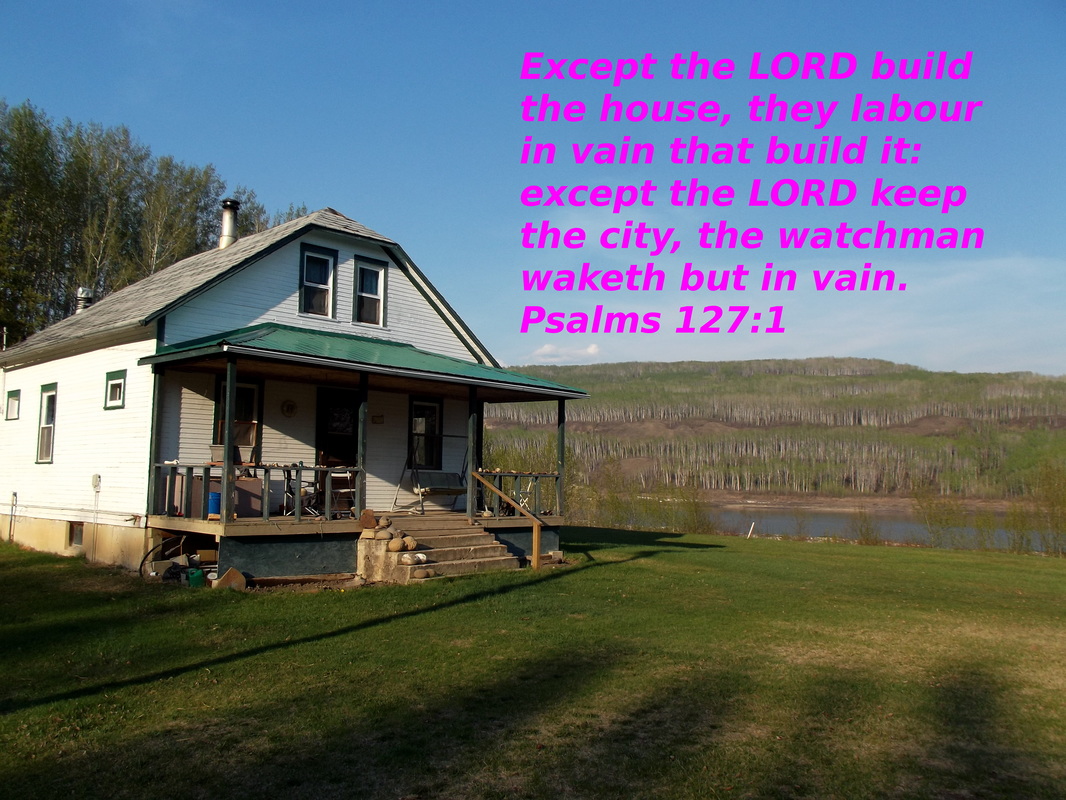 Except the LORD build
the house, they labour
in vain that build it:
except the LORD keep
the city, the watchman
waketh but in vain.
Psalms 127:1